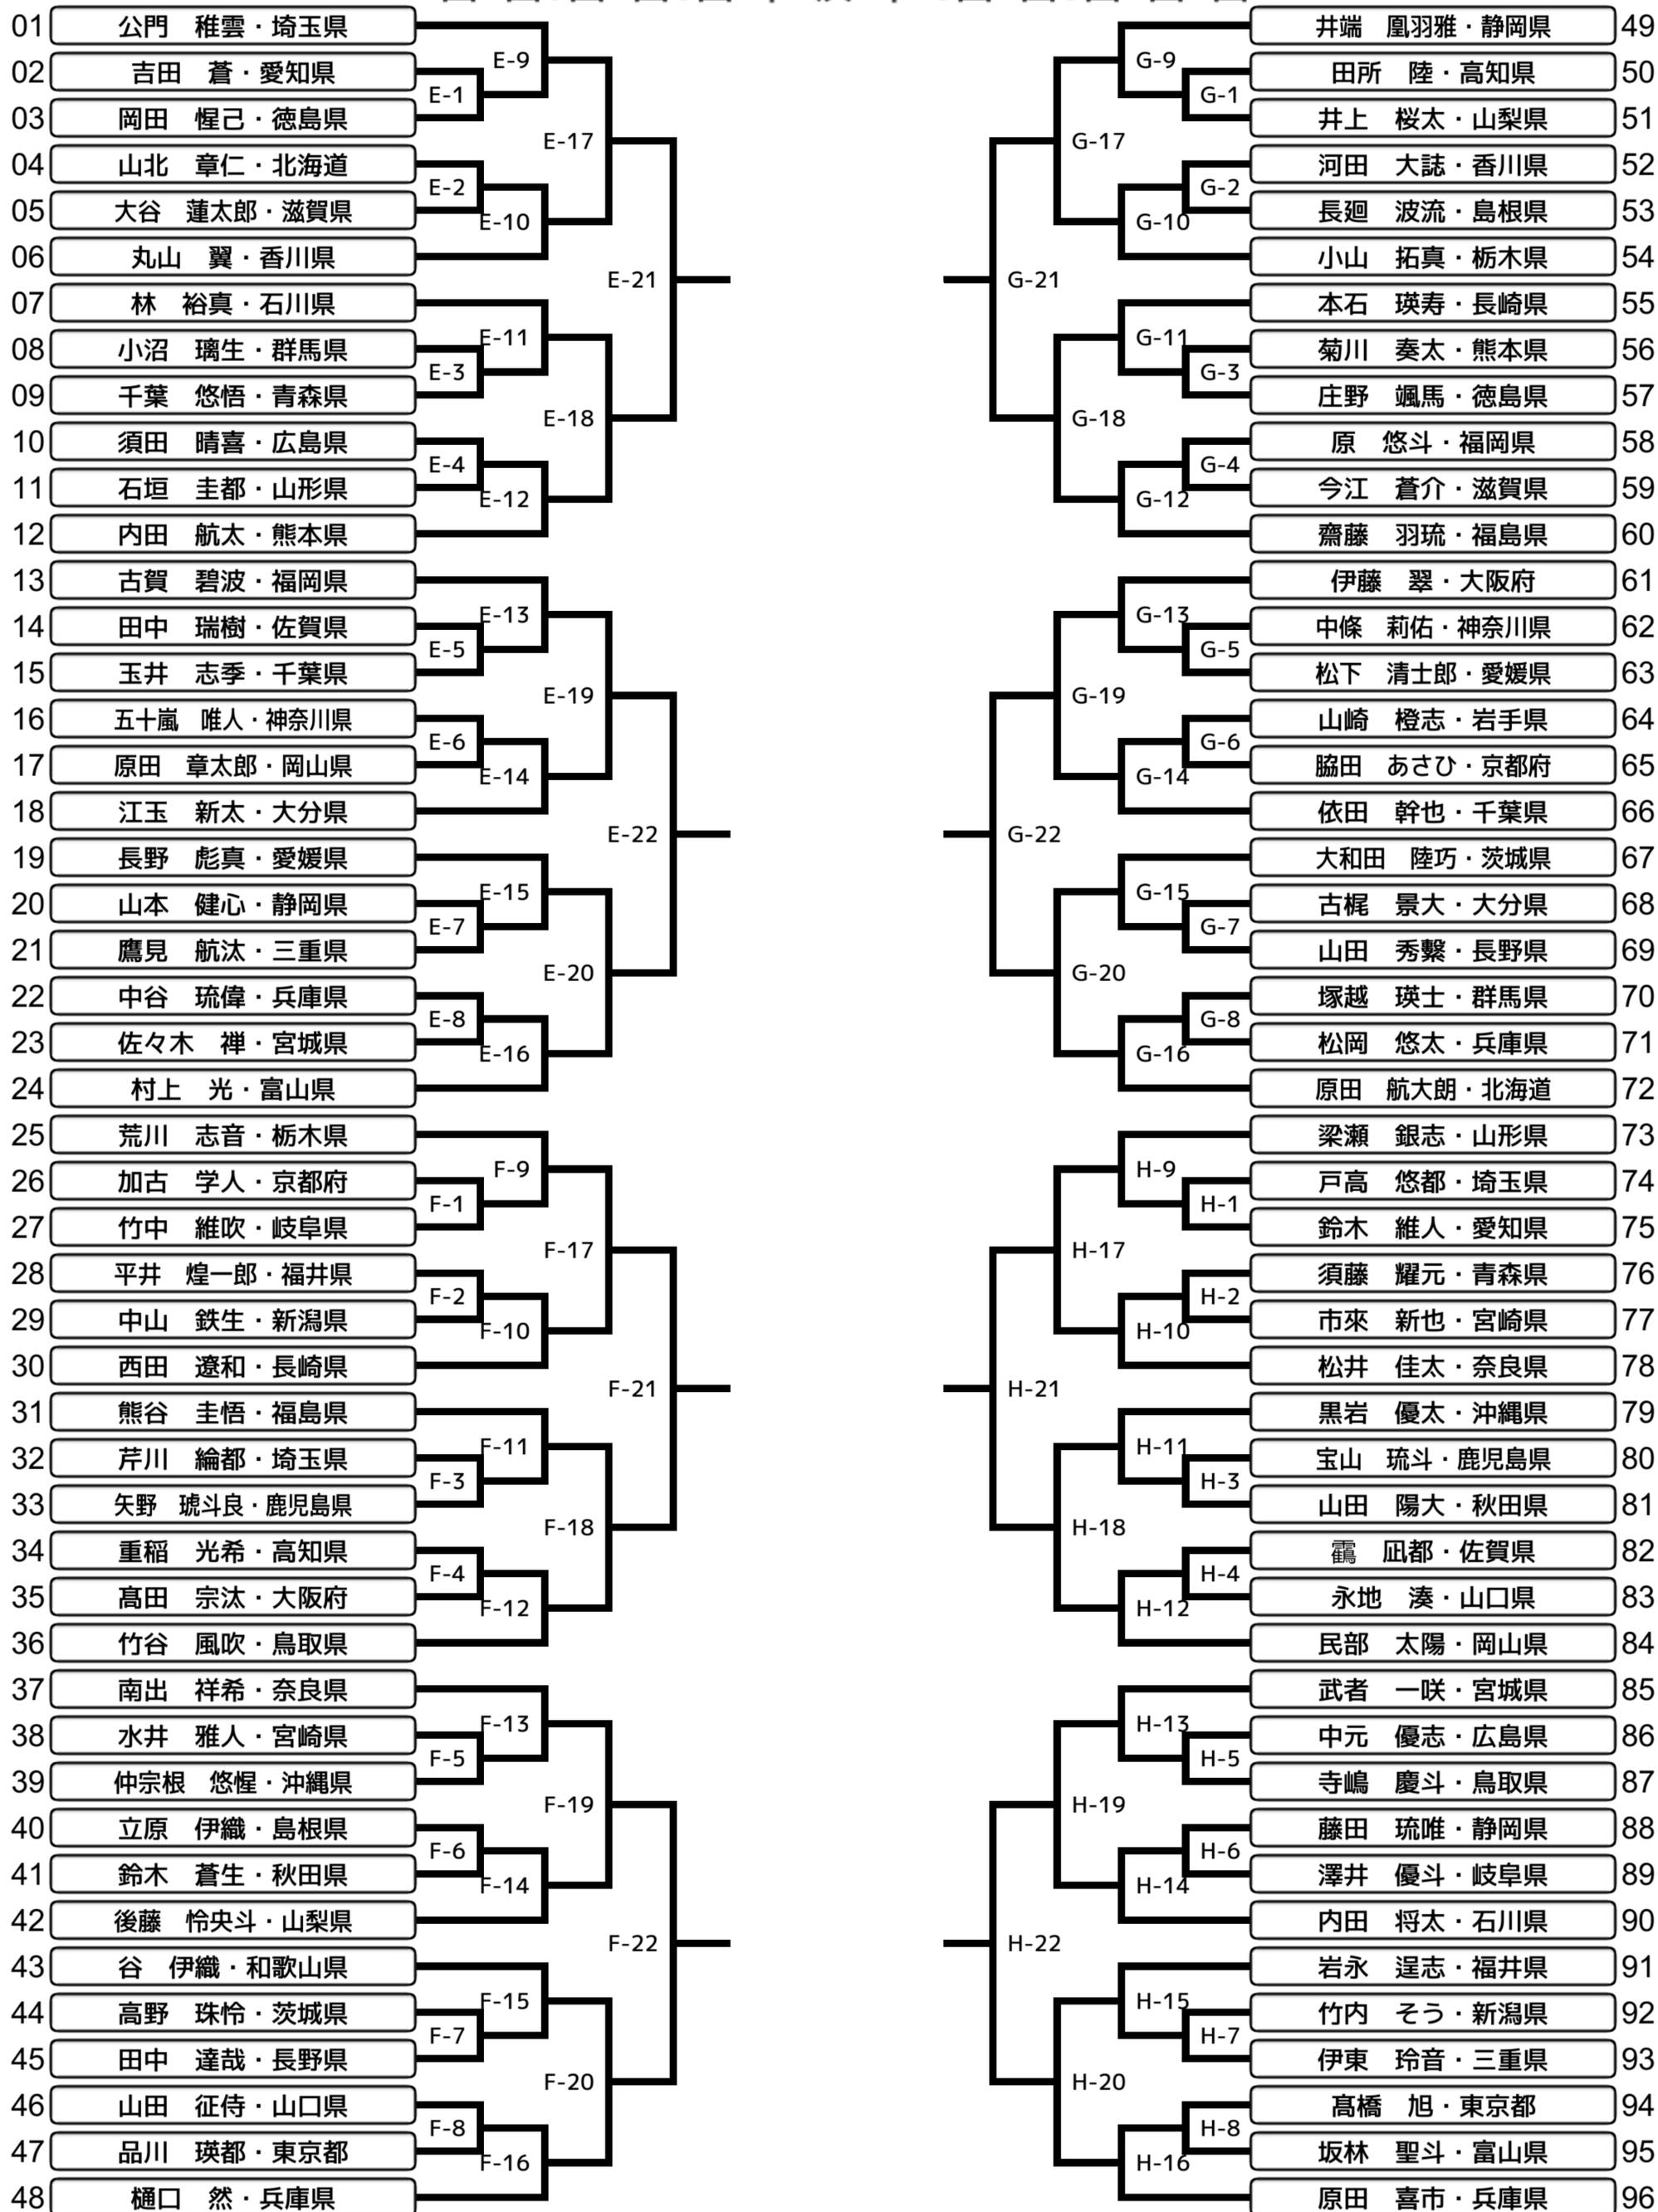 01 公門　稚雲・埼玉県
02 吉田　蒼・愛知県
03 岡田　惺己・徳島県
04 山北　章仁・北海道
05 大谷　蓮太郎・滋賀県
06 丸山　翼・香川県
07 林　裕真・石川県
08 小沼　璃生・群馬県
09 千葉　悠悟・青森県
10 須田　晴喜・広島県
11 石垣　圭都・山形県
12 内田　航太・熊本県
13 古賀　碧波・福岡県
14 田中　瑞樹・佐賀県
15 玉井　志季・千葉県
16 五十嵐　唯人・神奈川県
17 原田　章太郎・岡山県
18 江玉　新太・大分県
19 長野　彪真・愛媛県
20 山本　健心・静岡県
21 鷹見　航汰・三重県
22 中谷　琉偉・兵庫県
23 佐々木　禅・宮城県
24 村上　光・富山県
25 荒川　志音・栃木県
26 加古　学人・京都府
27 竹中　維吹・岐阜県
28 平井　煌一郎・福井県
29 中山　鉄生・新潟県
30 西田　遼和・長崎県
31 熊谷　圭悟・福島県
32 芹川　綸都・埼玉県
33 矢野　琥斗良・鹿児島県
34 重稲　光希・高知県
35 髙田　宗汰・大阪府
36 竹谷　風吹・鳥取県
37 南出　祥希・奈良県
38 水井　雅人・宮崎県
39 仲宗根　悠惺・沖縄県
40 立原　伊織・島根県
41 鈴木　蒼生・秋田県
42 後藤　怜央斗・山梨県
43 谷　伊織・和歌山県
44 高野　珠怜・茨城県
45 田中　達哉・長野県
46 山田　征侍・山口県
47 品川　瑛都・東京都
48 樋口　然・兵庫県
E-9
E-1
E-17
E-2
E-10
E-21
E-11
E-3
E-18
E-4
E-12
E-13
E-5
E-19
E-6
E-14
E-22
E-15
E-7
E-20
E-8
E-16
F-9
F-1
F-17
F-2
F-10
F-21
F-11
F-3
F-18
F-4
F-12
F-13
F-5
F-19
F-6
F-14
F-22
F-15
F-7
F-20
F-8
F-16
G-9
G-1
G-17
G-2
G-10
G-21
G-11
G-3
G-18
G-4
G-12
G-13
G-5
G-19
G-6
G-14
G-22
G-15
G-7
G-20
G-8
G-16
H-9
H-1
H-17
H-2
H-10
H-21
H-11
H-3
H-18
H-4
H-12
H-13
H-5
H-19
H-6
H-14
H-22
H-15
H-7
H-20
H-8
H-16
井端　凰羽雅・静岡県 49
田所　陸・高知県 50
井上　桜太・山梨県 51
河田　大誌・香川県 52
長廻　波流・島根県 53
小山　拓真・栃木県 54
本石　瑛寿・長崎県 55
菊川　奏太・熊本県 56
庄野　颯馬・徳島県 57
原　悠斗・福岡県 58
今江　蒼介・滋賀県 59
齋藤　羽琉・福島県 60
伊藤　翠・大阪府 61
中條　莉佑・神奈川県 62
松下　清士郎・愛媛県 63
山崎　橙志・岩手県 64
脇田　あさひ・京都府 65
依田　幹也・千葉県 66
大和田　陸巧・茨城県 67
古梶　景大・大分県 68
山田　秀繫・長野県 69
塚越　瑛士・群馬県 70
松岡　悠太・兵庫県 71
原田　航大朗・北海道 72
梁瀬　銀志・山形県 73
戸高　悠都・埼玉県 74
鈴木　維人・愛知県 75
須藤　耀元・青森県 76
市來　新也・宮崎県 77
松井　佳太・奈良県 78
黒岩　優太・沖縄県 79
宝山　琉斗・鹿児島県 80
山田　陽大・秋田県 81
凪都・佐賀県 82
永地　湊・山口県 83
民部　太陽・岡山県 84
武者　一咲・宮城県 85
中元　優志・広島県 86
寺嶋　慶斗・鳥取県 87
藤田　琉唯・静岡県 88
澤井　優斗・岐阜県 89
内田　将太・石川県 90
岩永　逞志・福井県 91
竹内　そう・新潟県 92
伊東　玲音・三重県 93
髙橋　旭・東京都 94
坂林　聖斗・富山県 95
原田　喜市・兵庫県 96